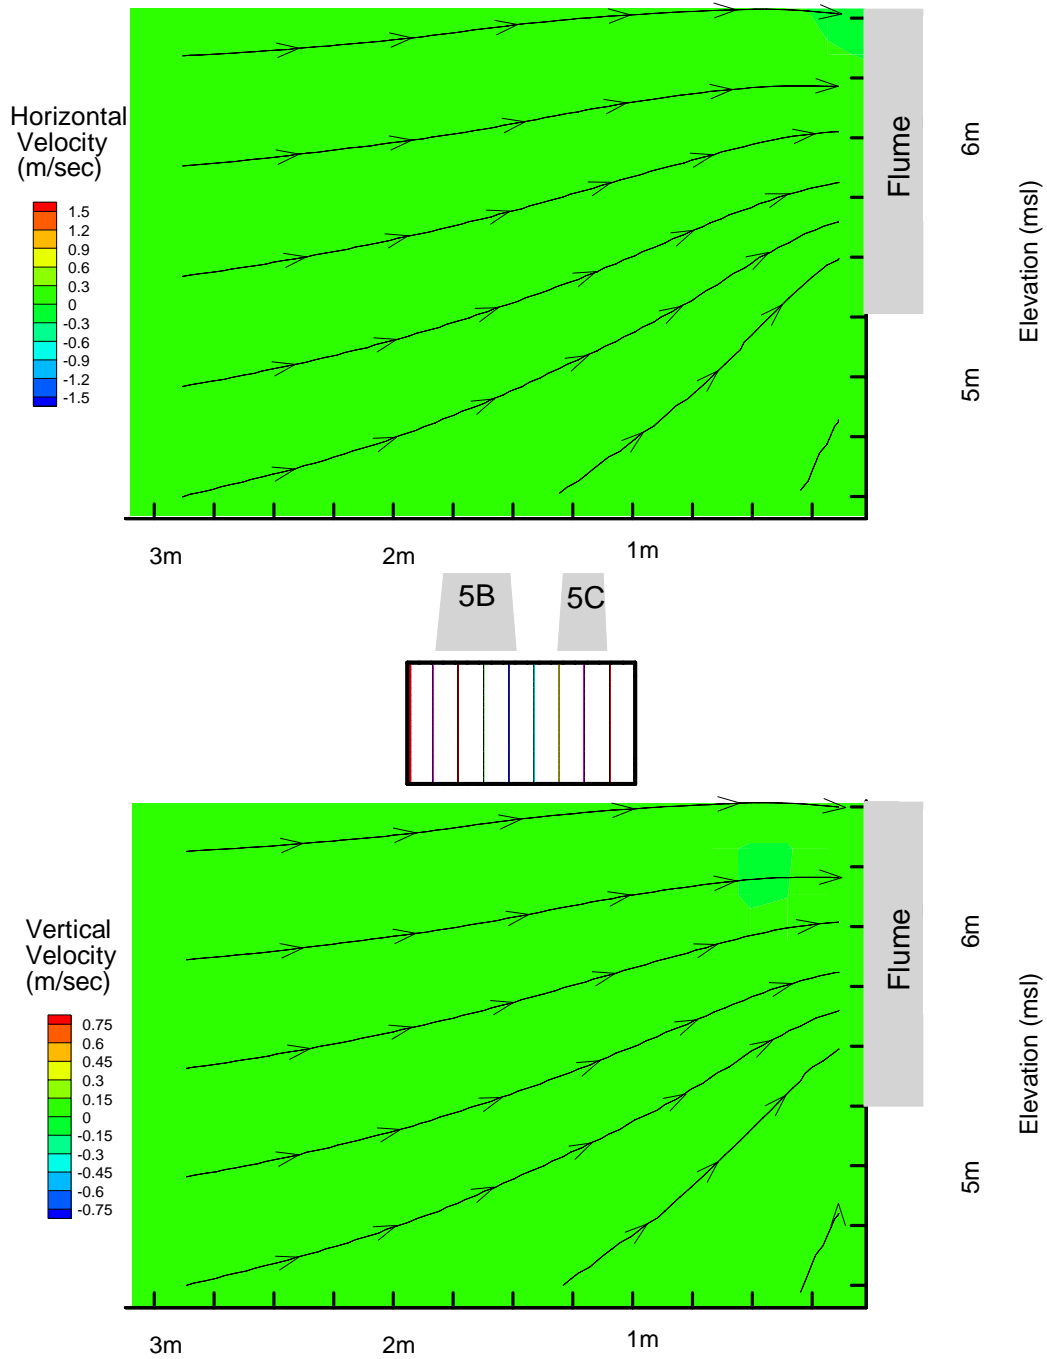 Horizontal
Velocity
(m/sec)
1.5
1.2
0.9
0.6
0.3
0
-0.3
-0.6
-0.9
-1.2
-1.5
Flume
6m
5m
Elevation (msl)
3m
2m
1m
5B
5C
Vertical
Velocity
(m/sec)
0.75
0.6
0.45
0.3
0.15
0
-0.15
-0.3
-0.45
-0.6
-0.75
Flume
6m
5m
Elevation (msl)
3m
2m
1m